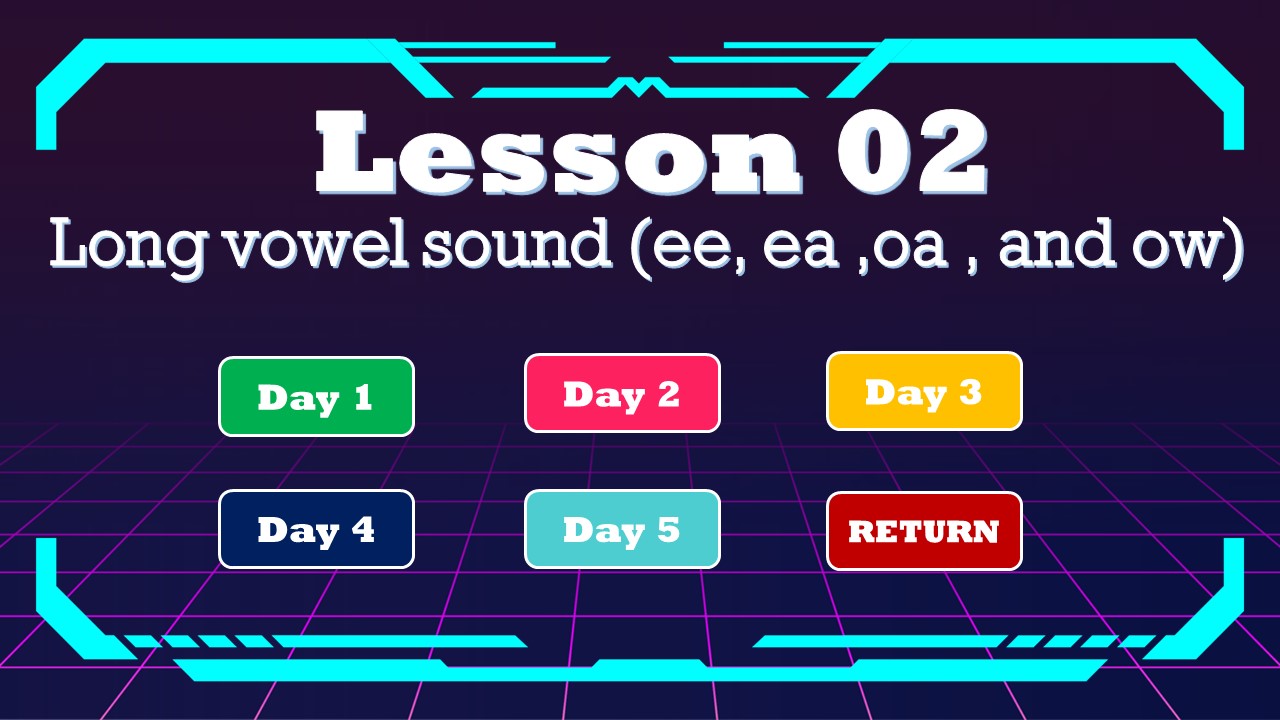 Lesson 02
Long vowel sound (ee, ea ,oa , and ow)
Day 1
Day 2
Day 3
Day 4
Day 5
RETURN